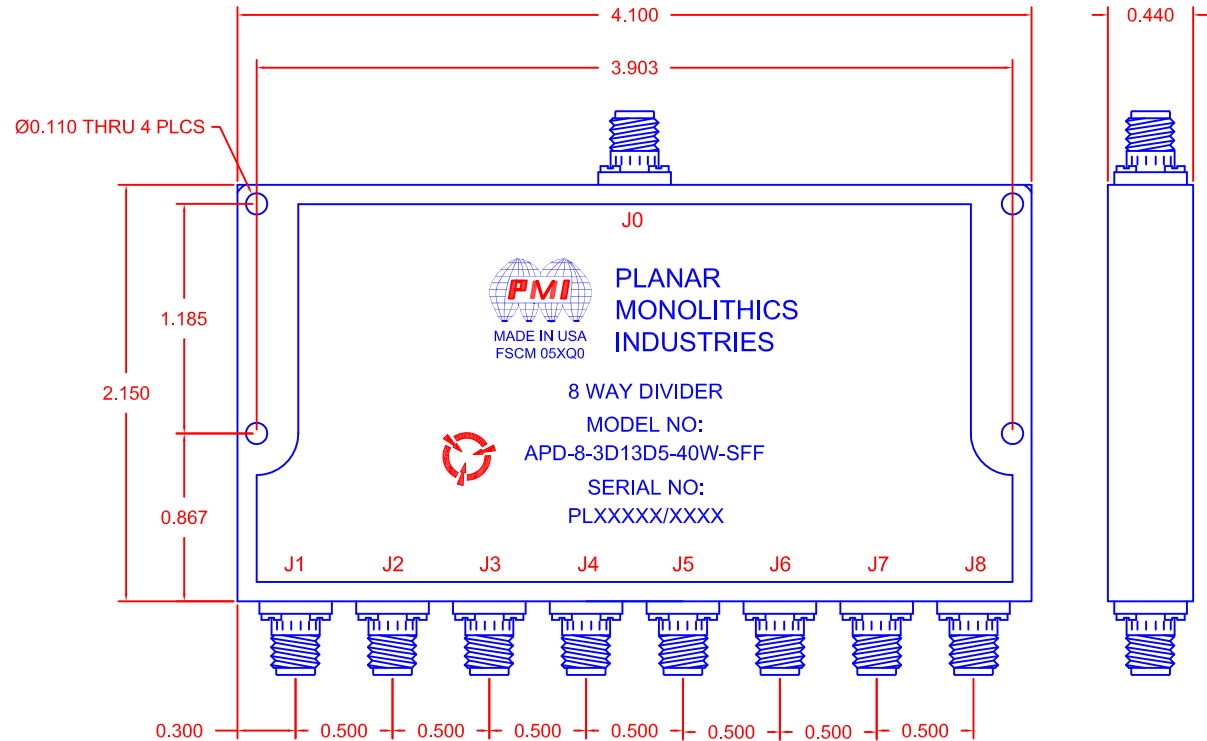 4.100
0.440
3.903
Ø0.110 THRU 4 PLCS
J0
PMI
PLANAR
MONOLITHICS
INDUSTRIES
MADE IN USA
FSCM 05XQ0
1.185
2.150
8 WAY DIVIDER
MODEL NO:
APD-8-3D13D5-40W-SFF
SERIAL NO:
PLXXXXX/XXXX
0.867
J1 J2 J3 J4 J5 J6 J7 J8
0.300 0.500 0.500 0.500 0.500 0.500 0.500 0.500